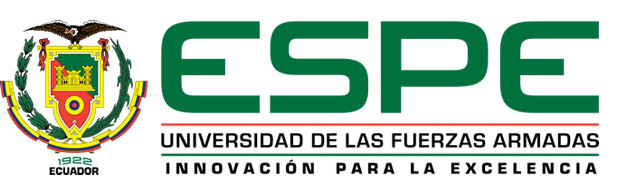 ESPE
UNIVERSIDAD DE LAS FUERZAS ARMADAS
INNOVACIÓN PARA LA EXCELENCIA
1922
ECUADOR